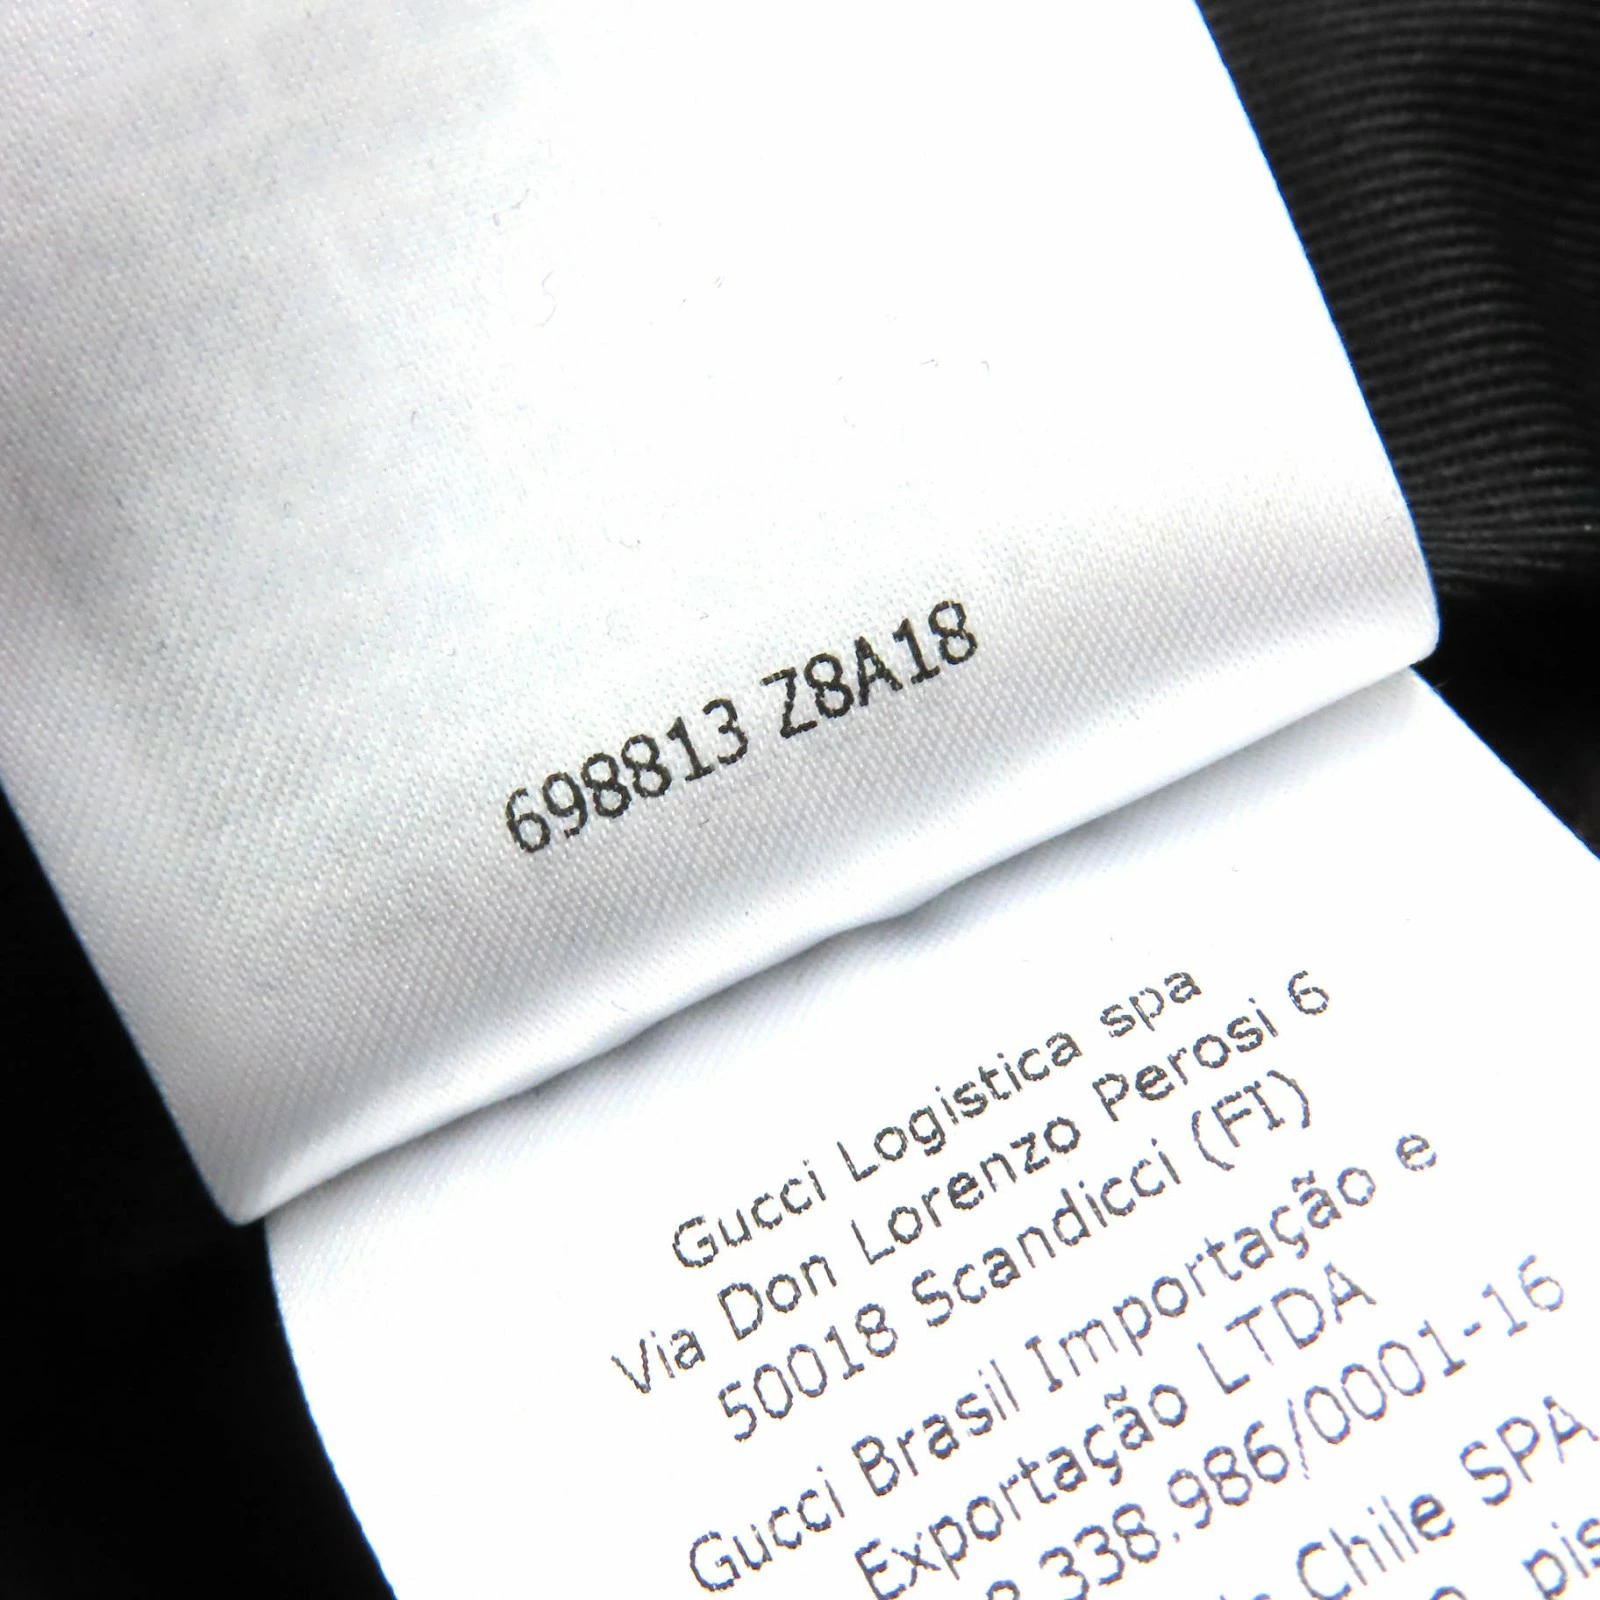 698813 Z8A18
Gucci Logistica spa
Via Don Lorenzo Perosi 6
50018 Scandicci (FI)
Gucci Brasil Importação e
Exportação LTDA
338.986/0001-16
Chile SPA